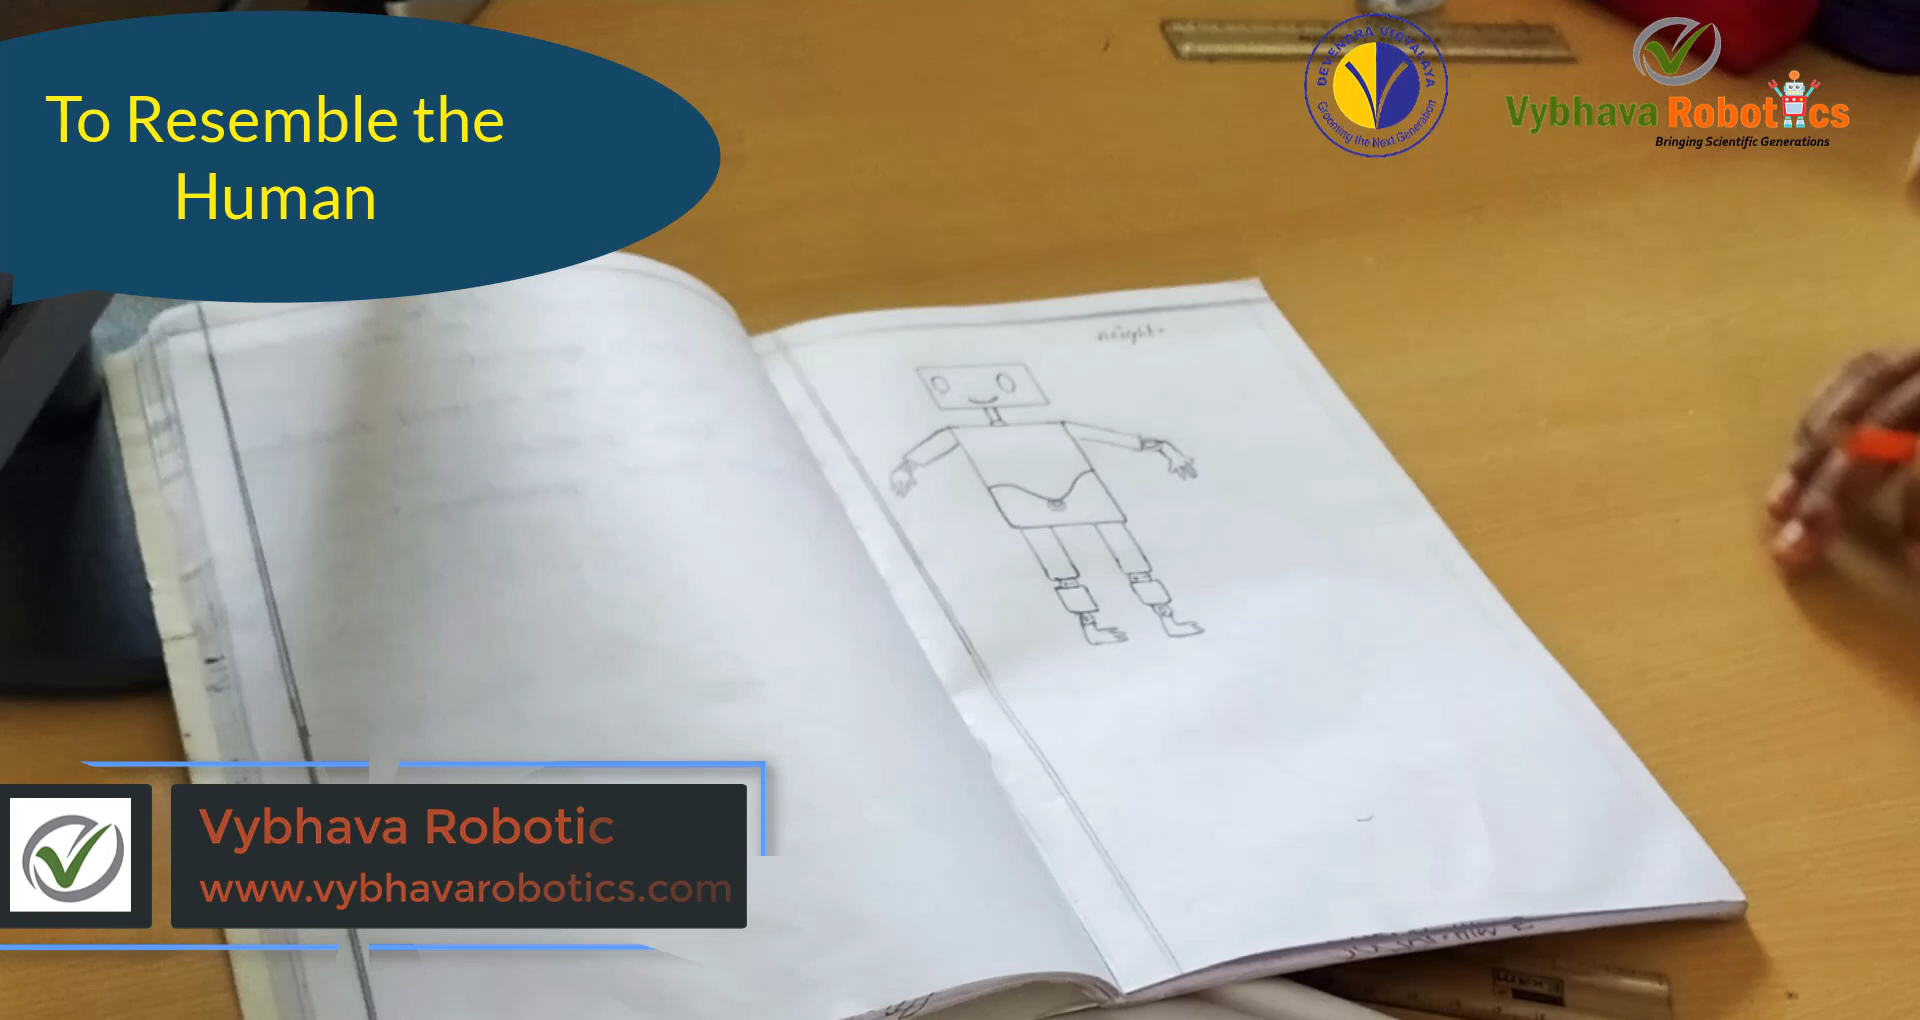 To Resemble the
Human
DEVENDRA VIDYALAYA
Grooming the Next Generation
Vybhava Robotics
Bringing Scientific Generations
Height.
Vybhava Robotic
www.vybhavarobotics.com